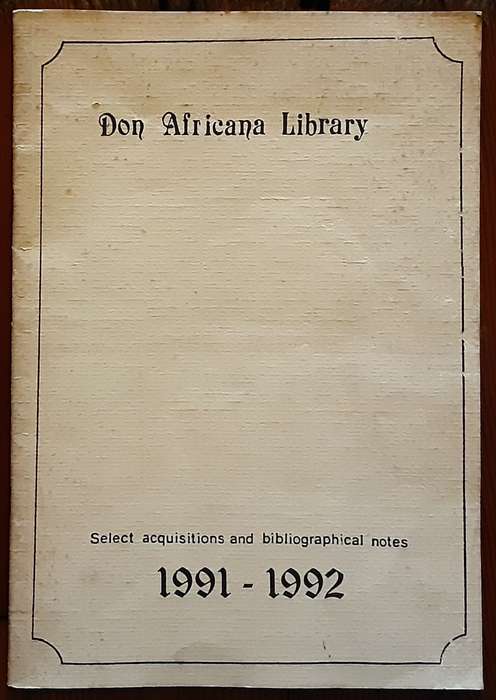 Don Africana Library
Select acquisitions and bibliographical notes
1991 - 1992